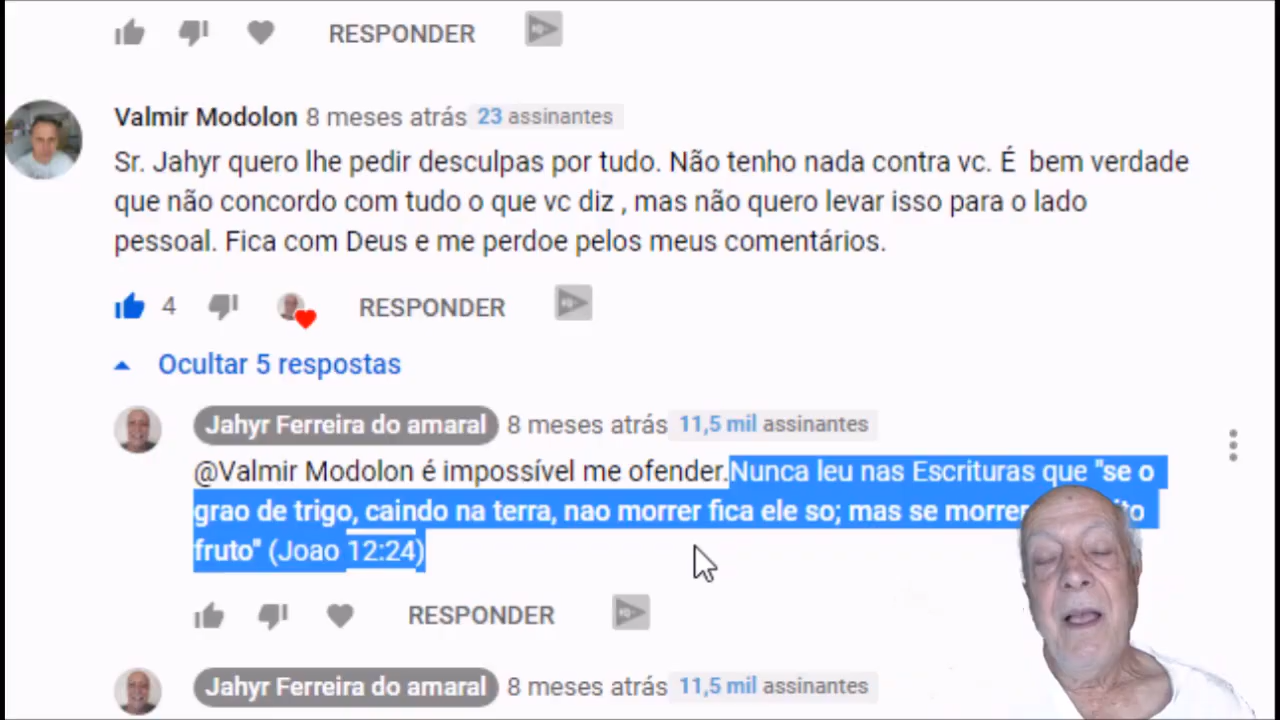 RESPONDER
Valmir Modolon 8 meses atrás 23 assinantes
Sr. Jahyr quero lhe pedir desculpas por tudo. Não tenho nada contra vc. É bem verdade
que não concordo com tudo o que vc diz , mas não quero levar isso para o lado
pessoal. Fica com Deus e me perdoe pelos meus comentários.
4 RESPONDER
Ocultar 5 respostas
Jahyr Ferreira do amaral 8 meses atrás 11,5 mil assinantes
@Valmir Modolon é impossível me ofender.Nunca leu nas Escrituras que "se o
grao de trigo, caindo na terra, nao morrer fica ele so; mas se morrer
fruto" (Joao 12:24)
RESPONDER
Jahyr Ferreira do amaral 8 meses atrás 11,5 mil assinantes